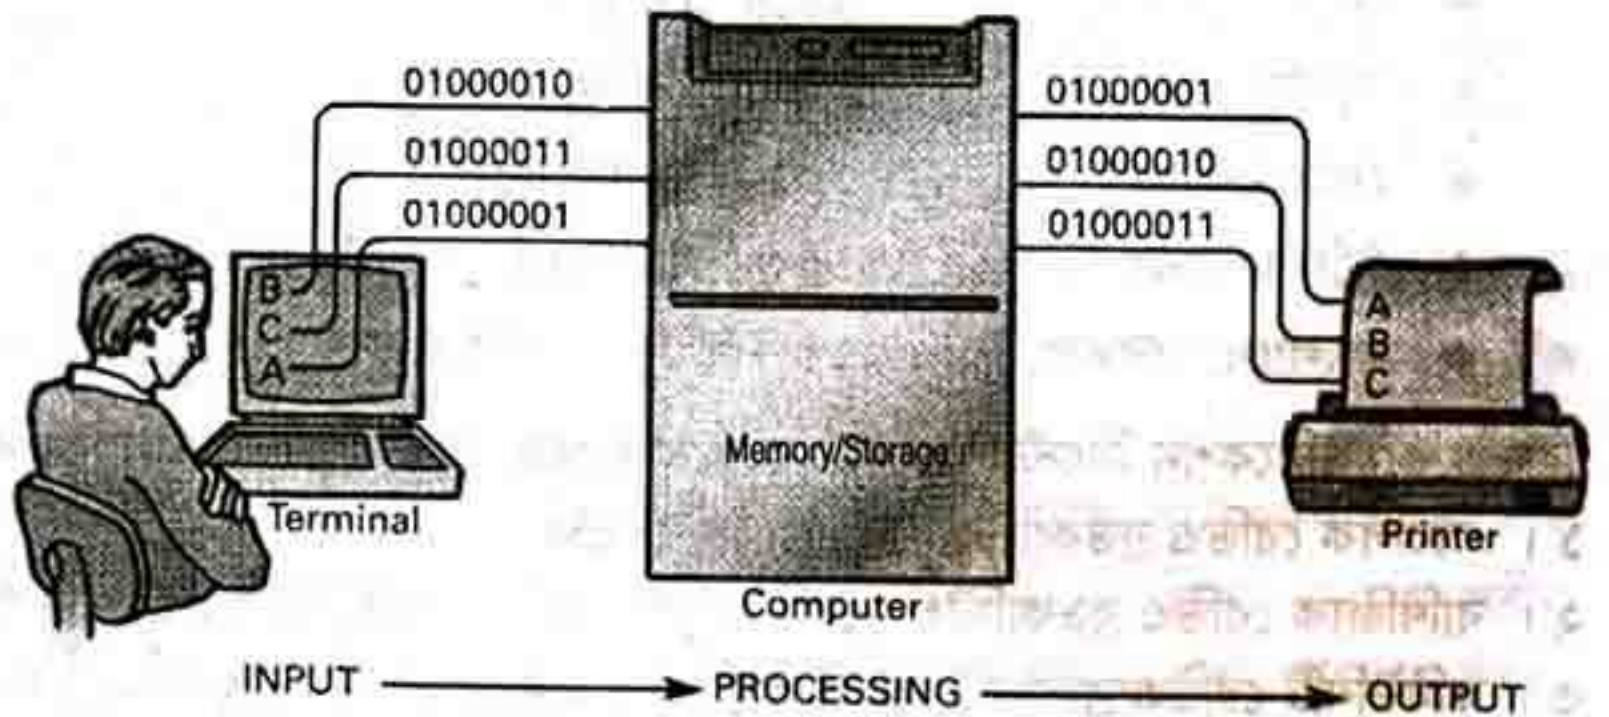 01000010
01000011
01000001
B
C
A
Terminal
Memory/Storage
Computer
01000001
01000010
01000011
A
B
C
Printer
INPUT
PROCESSING
OUTPUT